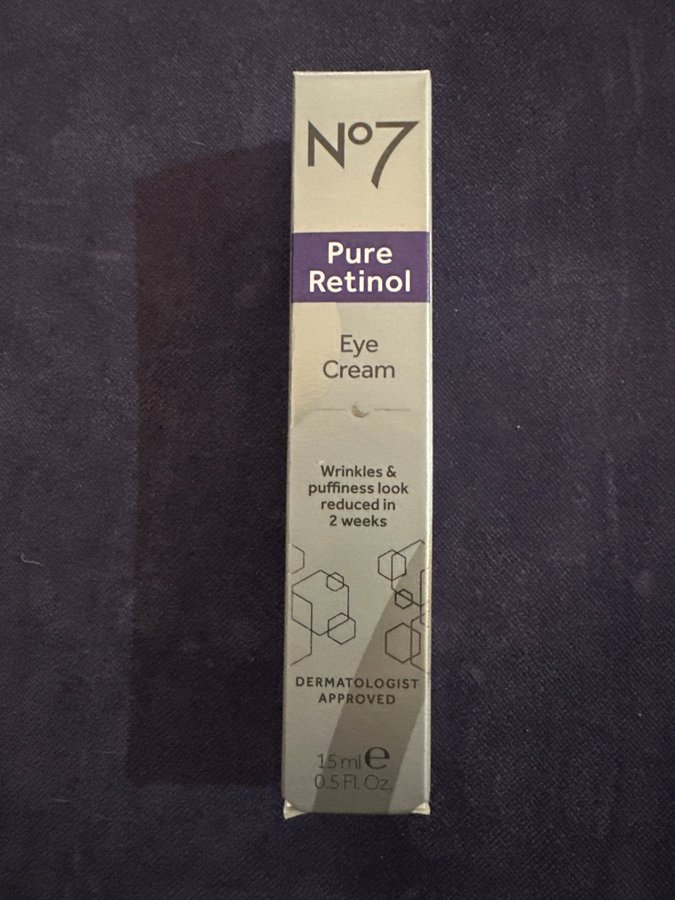 No7
Pure
Retinol
Eye
Cream
Wrinkles &
puffiness look
reduced in
2 weeks
DERMATOLOGIST
APPROVED
15 ml ℮
0.5 Fl. Oz.